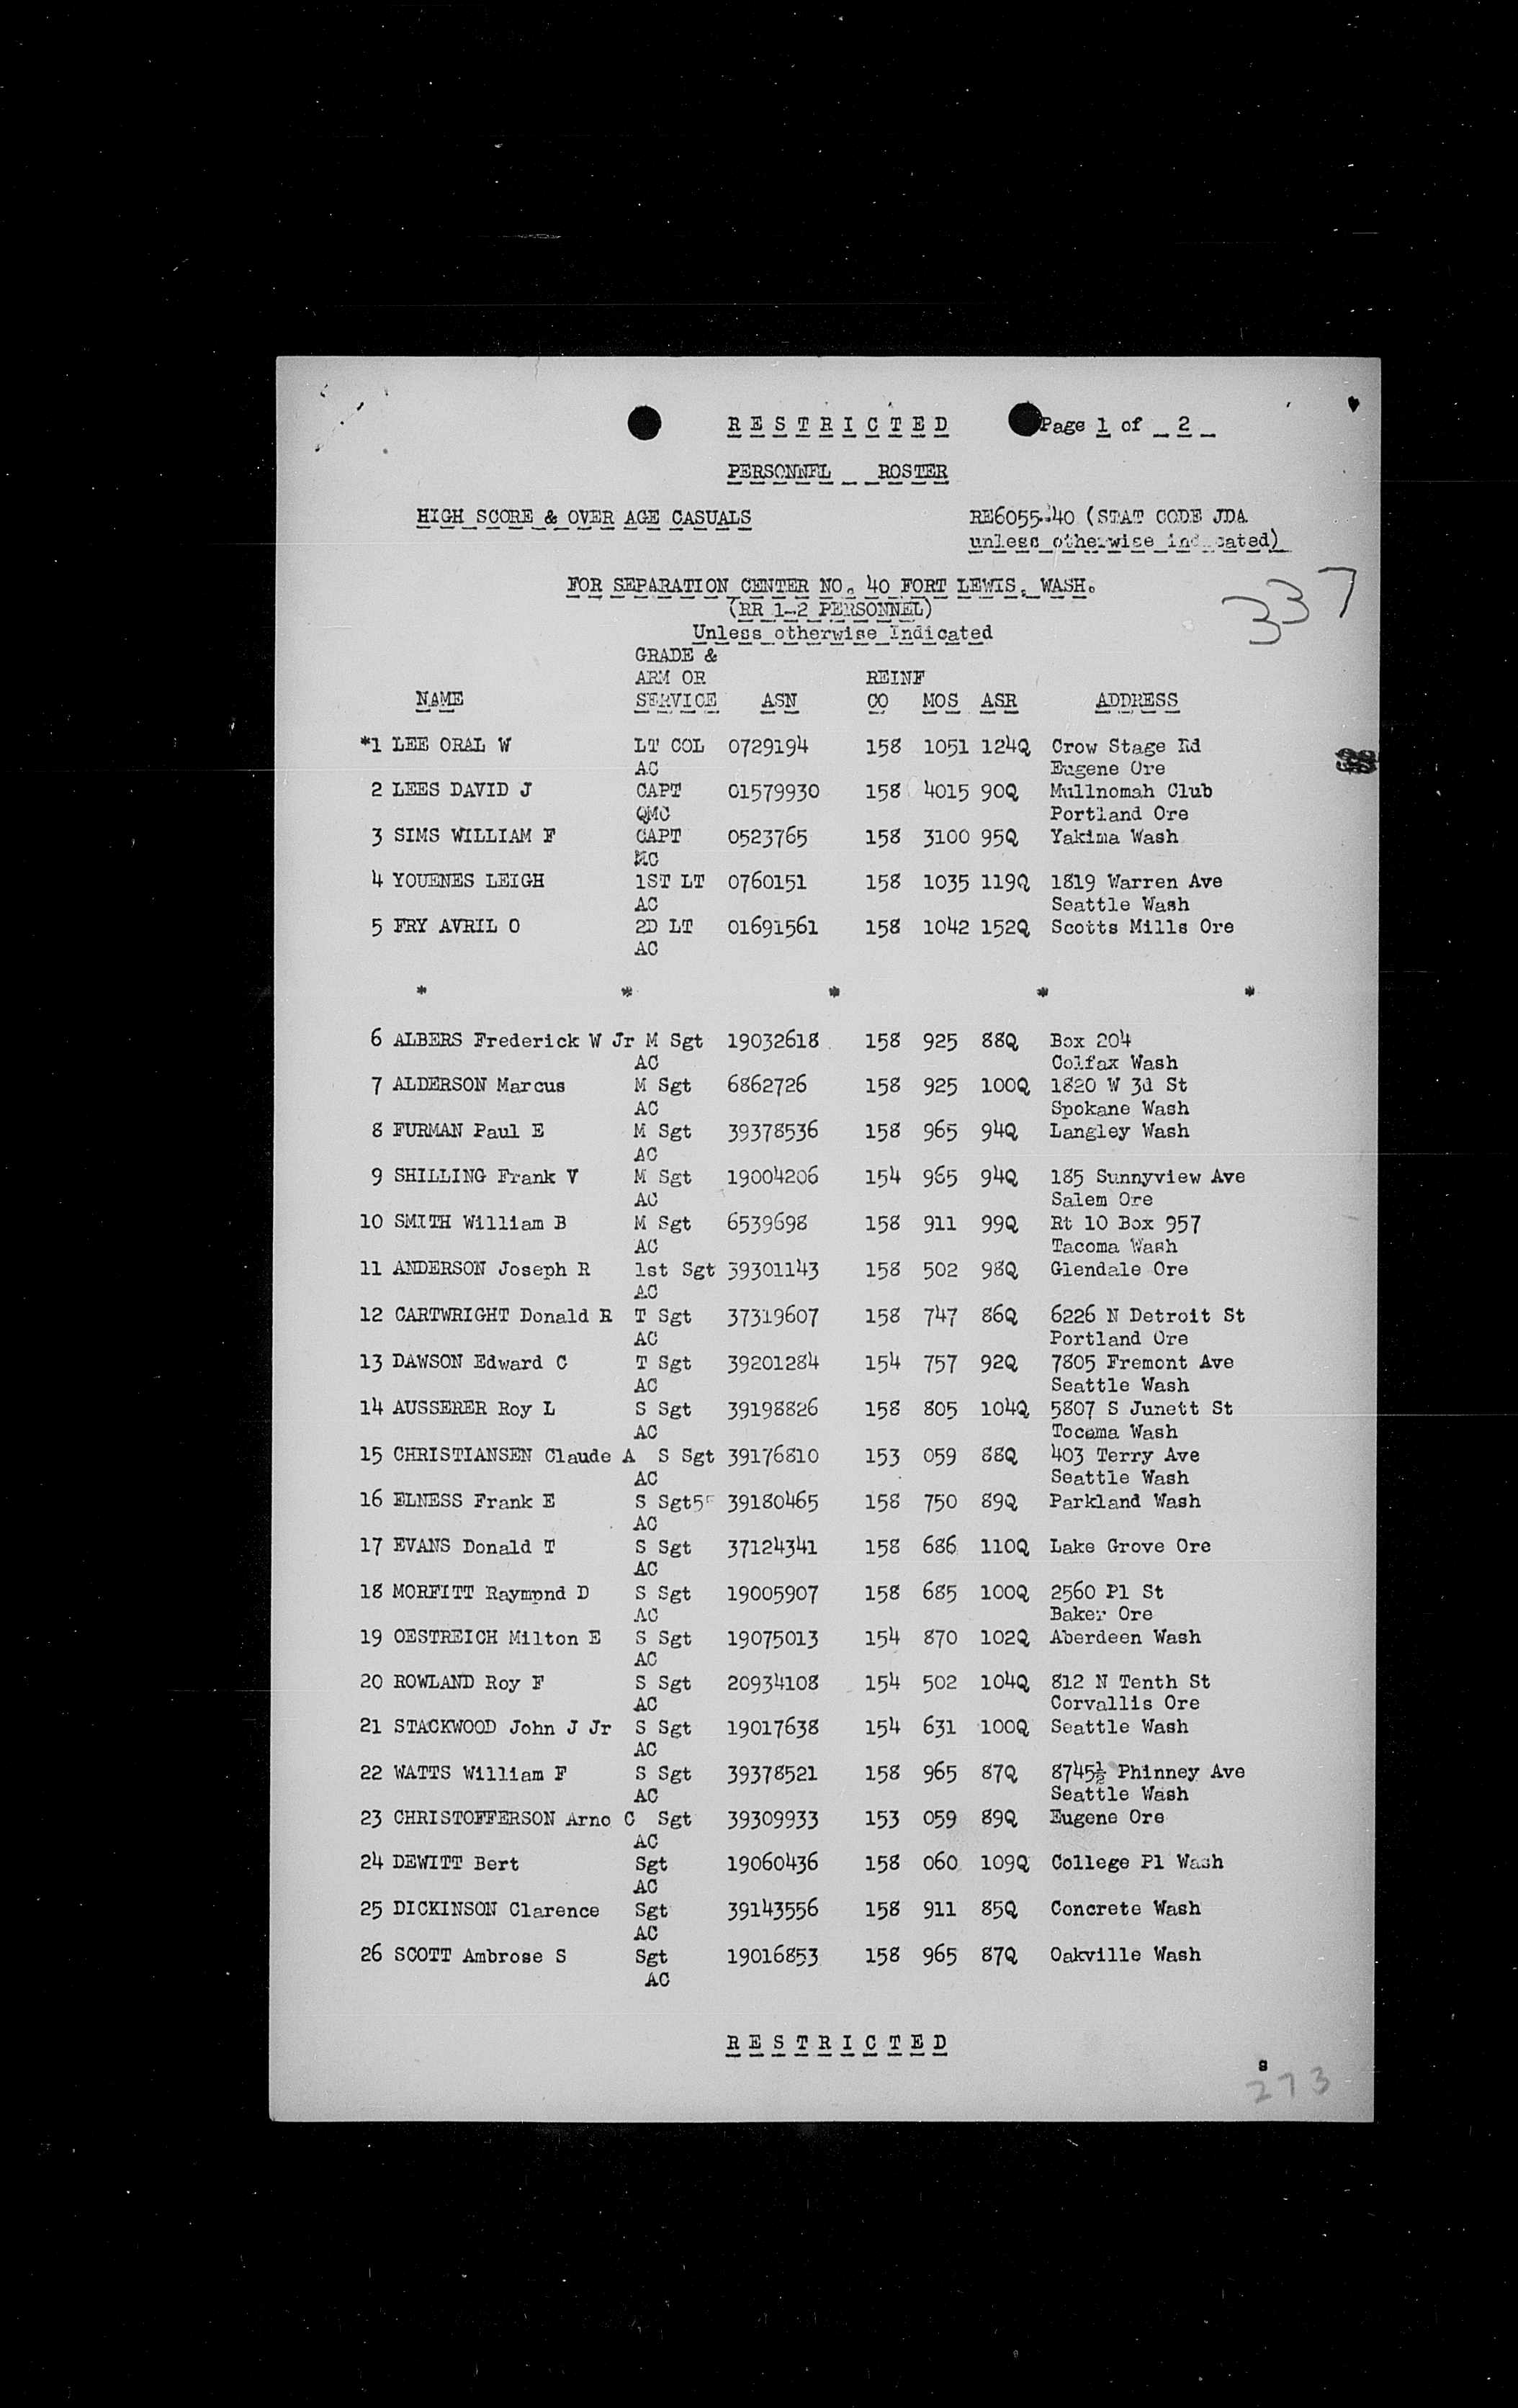 RESTRICTED Page 1 of 2
PERSONNEL ROSTER
HIGH SCORE & OVER AGE CASUALS RE6055-40 (STAT CODE JDA
unless otherwise indicated)
337
FOR SEPARATION CENTER NO. 40 FORT LEWIS, WASH.
(RR 1-2 PERSONNEL)
Unless otherwise Indicated
GRADE &
ARM OR REINF
NAME SERVICE ASN CO MOS ASR ADDRESS
*1 LEE ORAL W LT COL 0729194 158 1051 124Q Crow Stage Rd
AC Eugene Ore
2 LEES DAVID J CAPT 01579930 158 4015 90Q Mullnomah Club
QMC Portland Ore
3 SIMS WILLIAM F CAPT 0523765 158 3100 95Q Yakima Wash
MC
4 YOUENES LEIGH 1ST LT 0760151 158 1035 119Q 1819 Warren Ave
AC Seattle Wash
5 FRY AVRIL O 2D LT 01691561 158 1042 152Q Scotts Mills Ore
AC
* * * * *
6 ALBERS Frederick W Jr M Sgt 19032618 158 925 88Q Box 204
AC Colfax Wash
7 ALDERSON Marcus M Sgt 6862726 158 925 100Q 1820 W 3d St
AC Spokane Wash
8 FURMAN Paul E M Sgt 39378536 158 965 94Q Langley Wash
AC
9 SHILLING Frank V M Sgt 19004206 154 965 94Q 185 Sunnyview Ave
AC Salem Ore
10 SMITH William B M Sgt 6539698 158 911 99Q Rt 10 Box 957
AC Tacoma Wash
11 ANDERSON Joseph R 1st Sgt 39301143 158 502 98Q Glendale Ore
AC
12 CARTWRIGHT Donald R T Sgt 37319607 158 747 86Q 6226 N Detroit St
AC Portland Ore
13 DAWSON Edward C T Sgt 39201284 154 757 92Q 7805 Fremont Ave
AC Seattle Wash
14 AUSSERER Roy L S Sgt 39198826 158 805 104Q 5807 S Junett St
AC Tocama Wash
15 CHRISTIANSEN Claude A S Sgt 39176810 153 059 88Q 403 Terry Ave
AC Seattle Wash
16 ELNESS Frank E S Sgt 39180465 158 750 89Q Parkland Wash
AC
17 EVANS Donald T S Sgt 37124341 158 686 110Q Lake Grove Ore
AC
18 MORFITT Raymond D S Sgt 19005907 158 685 100Q 2560 Pl St
AC Baker Ore
19 OESTREICH Milton E S Sgt 19075013 154 870 102Q Aberdeen Wash
AC
20 ROWLAND Roy F S Sgt 20934108 154 502 104Q 812 N Tenth St
AC Corvallis Ore
21 STACKWOOD John J Jr S Sgt 19017638 154 631 100Q Seattle Wash
AC
22 WATTS William F S Sgt 39378521 158 965 87Q 8745½ Phinney Ave
AC Seattle Wash
23 CHRISTOFFERSON Arno C Sgt 39309933 153 059 89Q Eugene Ore
AC
24 DEWITT Bert Sgt 19060436 158 060 109Q College Pl Wash
AC
25 DICKINSON Clarence Sgt 39143556 158 911 85Q Concrete Wash
AC
26 SCOTT Ambrose S Sgt 19016853 158 965 87Q Oakville Wash
AC
RESTRICTED
273